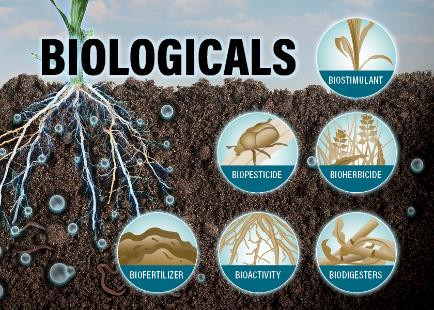 BIOLOGICALS
BIOSTIMULANT
BIOPESTICIDE
BIOHERBICIDE
BIOFERTILIZER
BIOACTIVITY
BIODIGESTERS